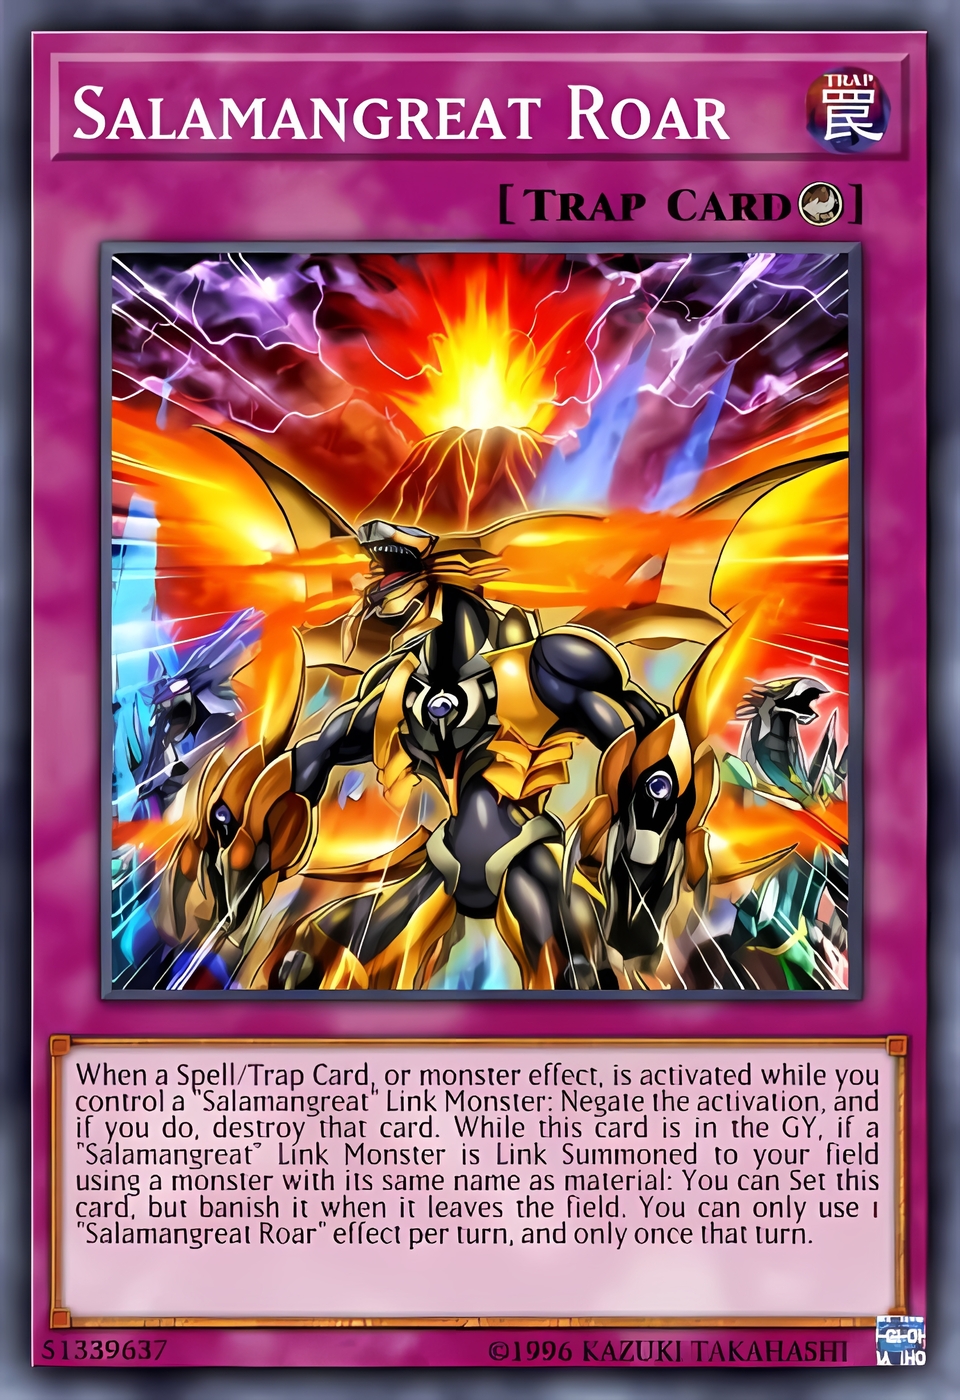 SALAMANGREAT ROAR
TRAP
罠
[TRAP CARD]
When a Spell/Trap Card, or monster effect, is activated while you
control a "Salamangreat" Link Monster: Negate the activation, and
if you do, destroy that card. While this card is in the GY, if a
"Salamangreat" Link Monster is Link Summoned to your field
using a monster with its same name as material: You can Set this
card, but banish it when it leaves the field. You can only use 1
"Salamangreat Roar" effect per turn, and only once that turn.
51339637
©1996 KAZUKI TAKAHASHI